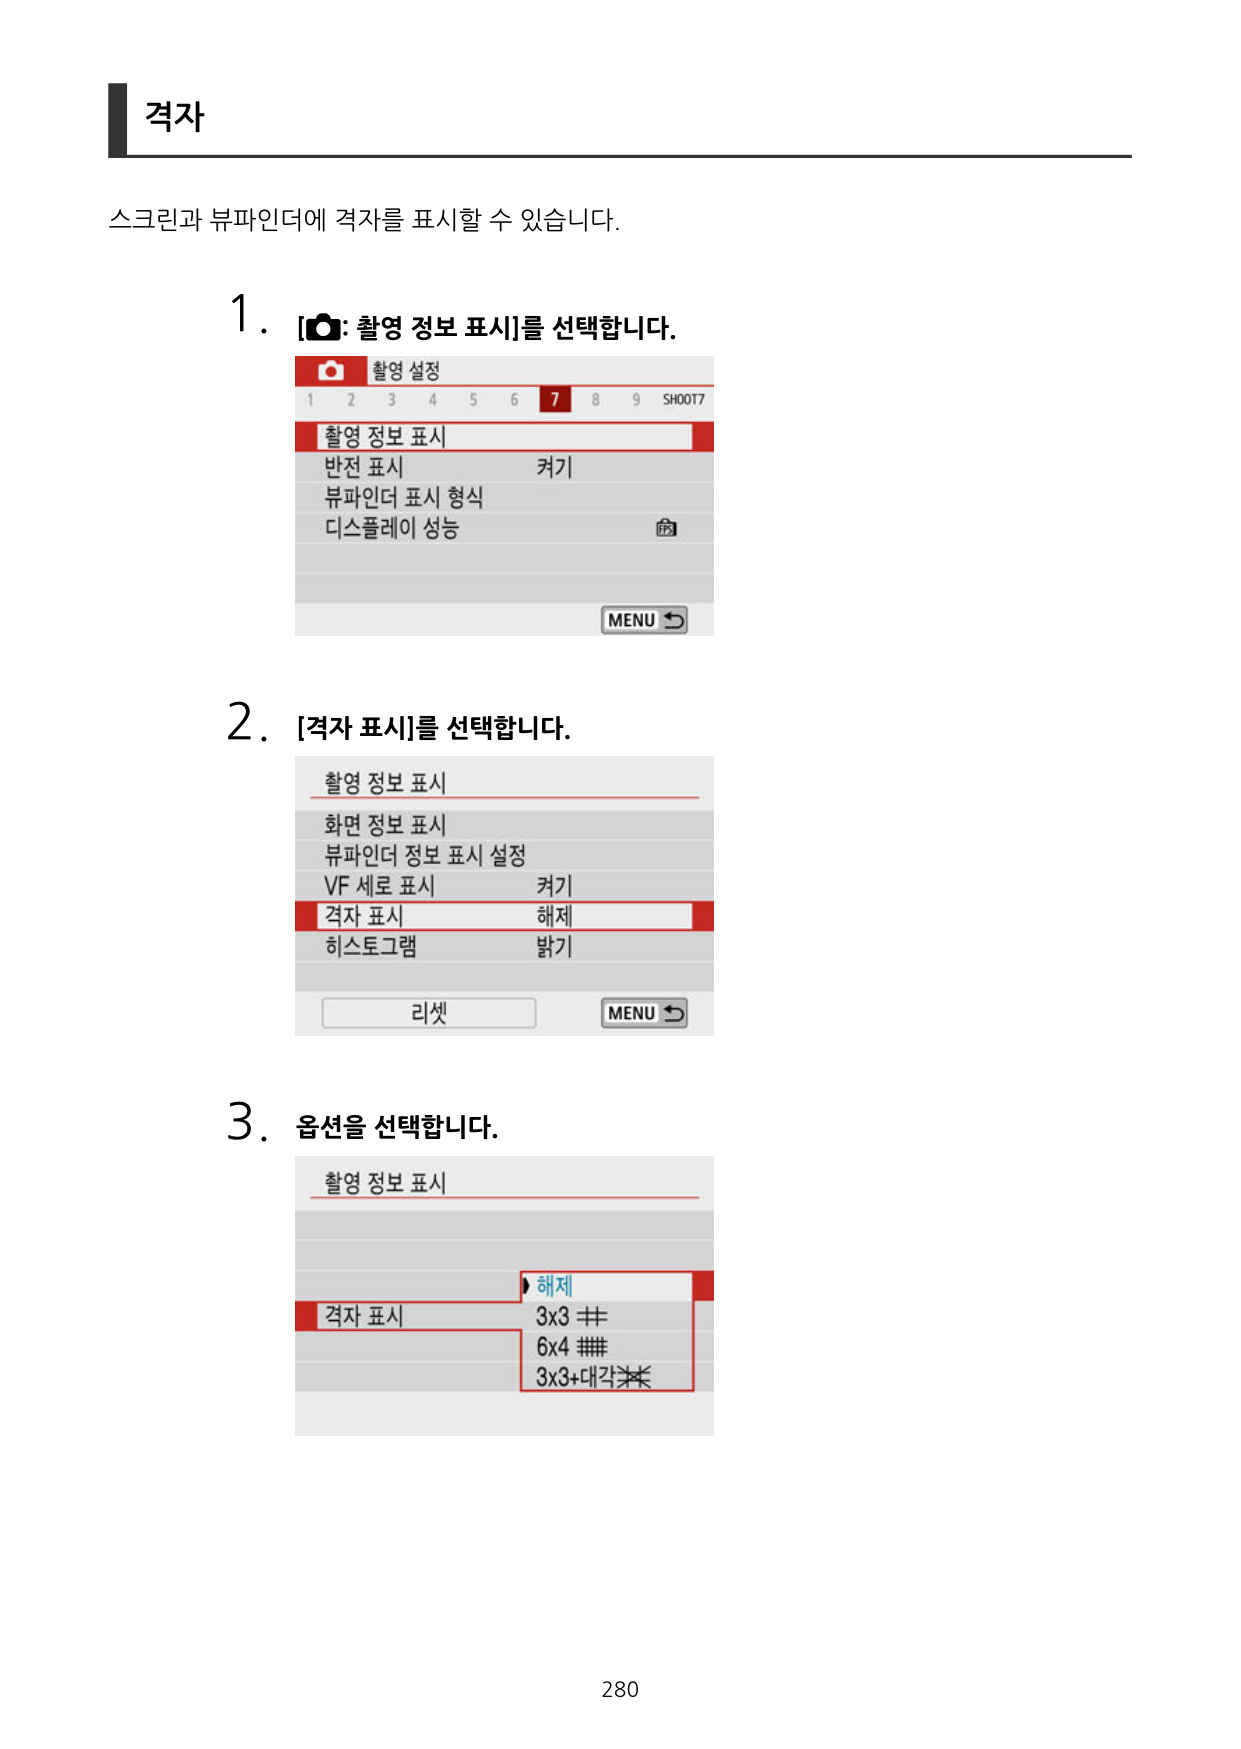 격자
스크린과 뷰파인더에 격자를 표시할 수 있습니다.
1. [: 촬영 정보 표시]를 선택합니다.
촬영 설정
1 2 3 4 5 6 7 8 9 SHOOT7
촬영 정보 표시
반전 표시 켜기
뷰파인더 표시 형식
디스플레이 성능 FPS
MENU
2. [격자 표시]를 선택합니다.
촬영 정보 표시
화면 정보 표시
뷰파인더 정보 표시 설정
VF 세로 표시 켜기
격자 표시 해제
히스토그램 밝기
리셋 MENU
3. 옵션을 선택합니다.
촬영 정보 표시
해제
격자 표시 3x3
6x4
3x3+대각
280